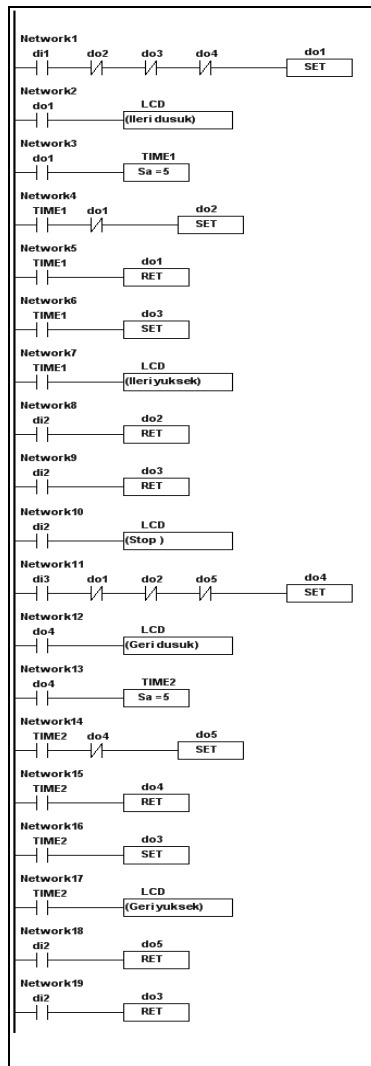 Network1
di1 do2 do3 do4 do1
SET
Network2
do1 LCD
(Ileri dusuk)
Network3
do1 TIME1
Sa =5
Network4
TIME1 do1 do2
SET
Network5
TIME1 do1
RET
Network6
TIME1 do3
SET
Network7
TIME1 LCD
(Ileri yuksek)
Network8
di2 do2
RET
Network9
di2 do3
RET
Network10
di2 LCD
(Stop )
Network11
di3 do1 do2 do5 do4
SET
Network12
do4 LCD
(Geri dusuk)
Network13
do4 TIME2
Sa =5
Network14
TIME2 do4 do5
SET
Network15
TIME2 do4
RET
Network16
TIME2 do3
SET
Network17
TIME2 LCD
(Geri yuksek)
Network18
di2 do5
RET
Network19
di2 do3
RET